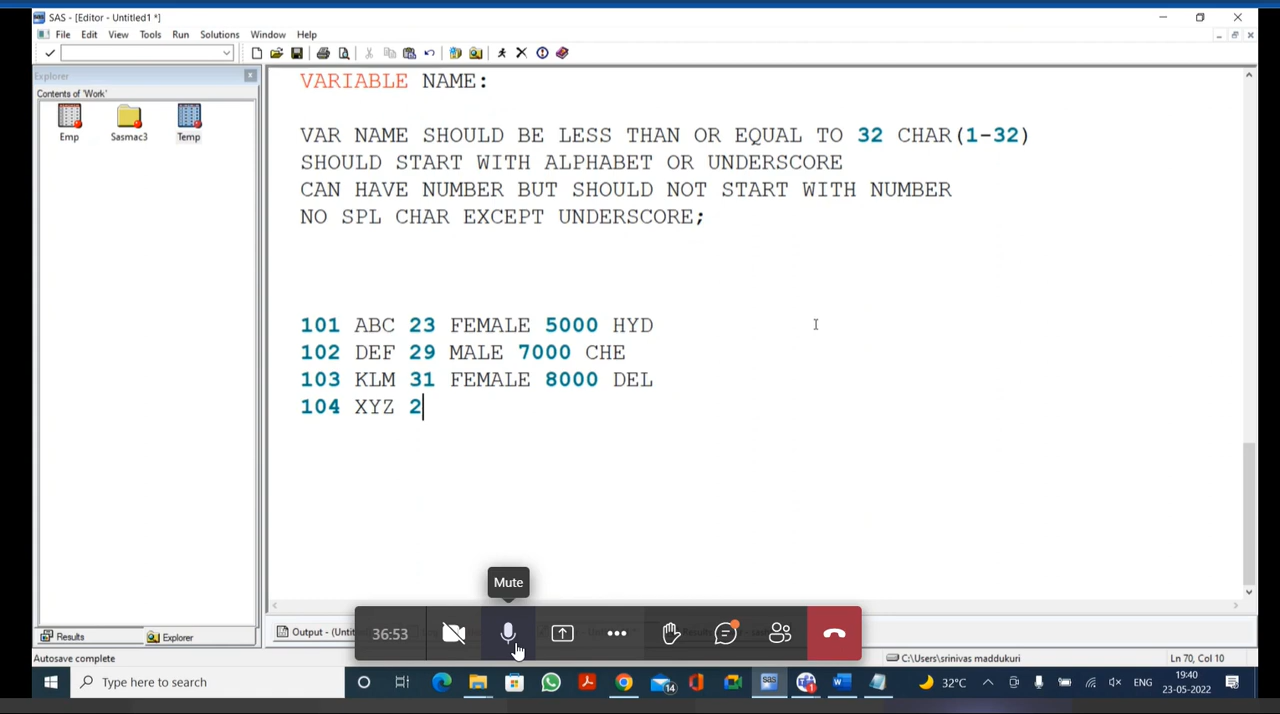 SAS - [Editor - Untitled1 *]
File Edit View Tools Run Solutions Window Help
Explorer
Contents of 'Work'
Emp Sasmac3 Temp
VARIABLE NAME:
VAR NAME SHOULD BE LESS THAN OR EQUAL TO 32 CHAR(1-32)
SHOULD START WITH ALPHABET OR UNDERSCORE
CAN HAVE NUMBER BUT SHOULD NOT START WITH NUMBER
NO SPL CHAR EXCEPT UNDERSCORE;
101 ABC 23 FEMALE 5000 HYD
102 DEF 29 MALE 7000 CHE
103 KLM 31 FEMALE 8000 DEL
104 XYZ 2
Mute
36:53
Results Explorer Output -
Autosave complete C:\Users\srinivas maddukuri Ln 70, Col 10
Type here to search 14 SAS 32°C ENG 19:40
23-05-2022